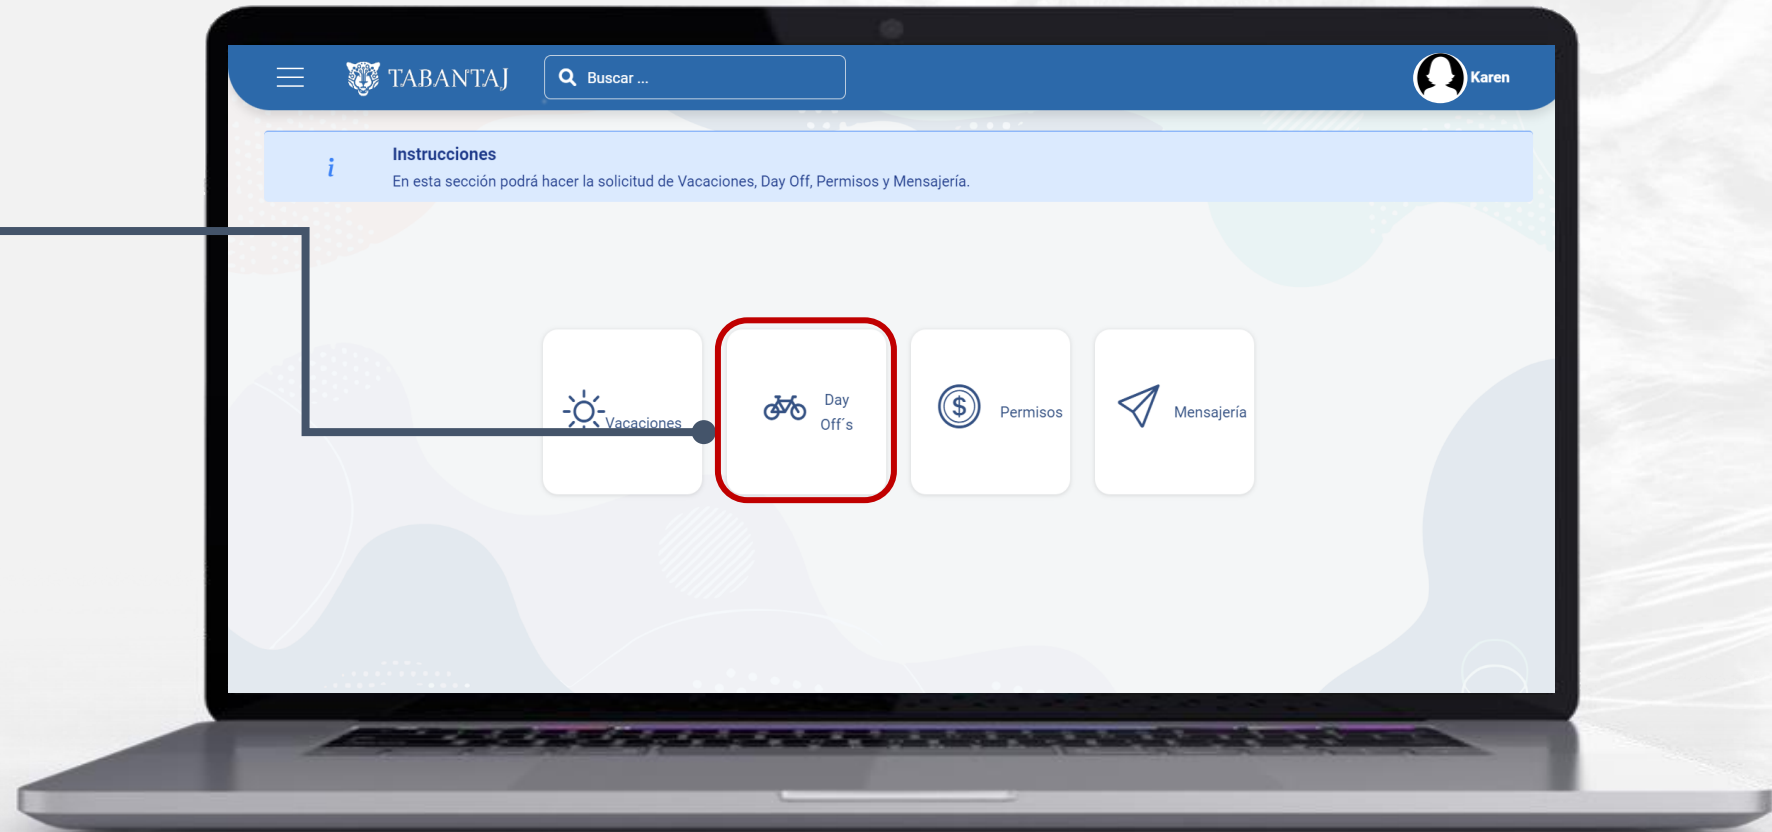 TABANTAJ
Buscar ...
Karen
i
Instrucciones
En esta sección podrá hacer la solicitud de Vacaciones, Day Off, Permisos y Mensajería.
Vacaciones
Day
Off´s
$
Permisos
Mensajería